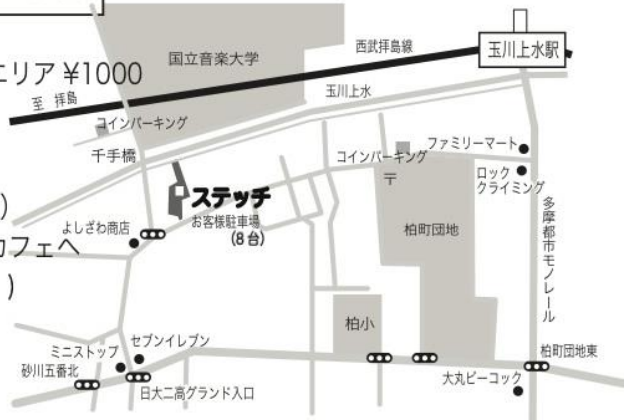 国立音楽大学
西武拝島線
玉川上水駅
エリア ¥1000
至 拝島
玉川上水
コインパーキング
千手橋
コインパーキング
ファミリーマート
〒
ロック
クライミング
ステッチ
お客様駐車場
(8台)
)
よしざわ商店
カフェへ
)
柏町団地
多摩都市モノレール
柏小
セブンイレブン
ミニストップ
砂川五番北
日大二高グランド入口
柏町団地東
大丸ピーコック